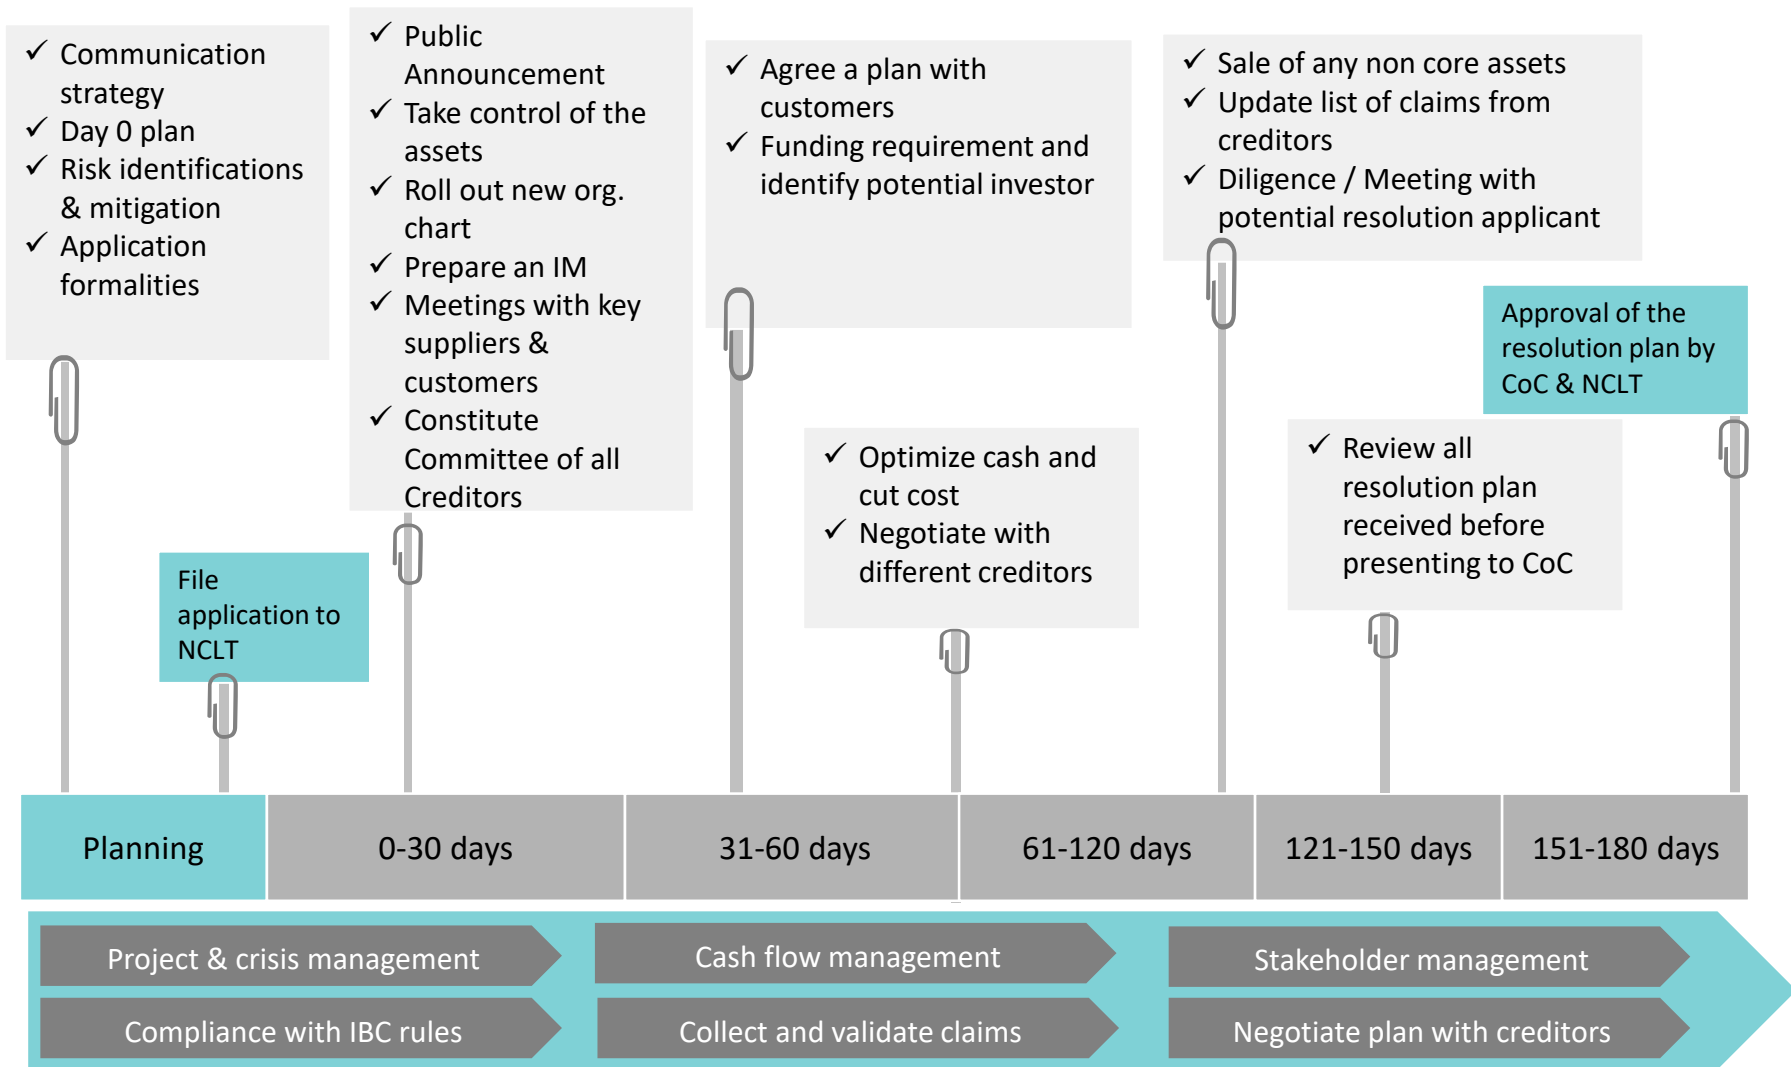 ✓ Communication
strategy
✓ Day 0 plan
✓ Risk identifications
& mitigation
✓ Application
formalities
File
application to
NCLT
✓ Public
Announcement
✓ Take control of the
assets
✓ Roll out new org.
chart
✓ Prepare an IM
✓ Meetings with key
suppliers &
customers
✓ Constitute
Committee of all
Creditors
✓ Agree a plan with
customers
✓ Funding requirement and
identify potential investor
✓ Optimize cash and
cut cost
✓ Negotiate with
different creditors
✓ Sale of any non core assets
✓ Update list of claims from
creditors
✓ Diligence / Meeting with
potential resolution applicant
✓ Review all
resolution plan
received before
presenting to CoC
Approval of the
resolution plan by
CoC & NCLT
Planning
0-30 days
31-60 days
61-120 days
121-150 days
151-180 days
Project & crisis management
Cash flow management
Stakeholder management
Compliance with IBC rules
Collect and validate claims
Negotiate plan with creditors